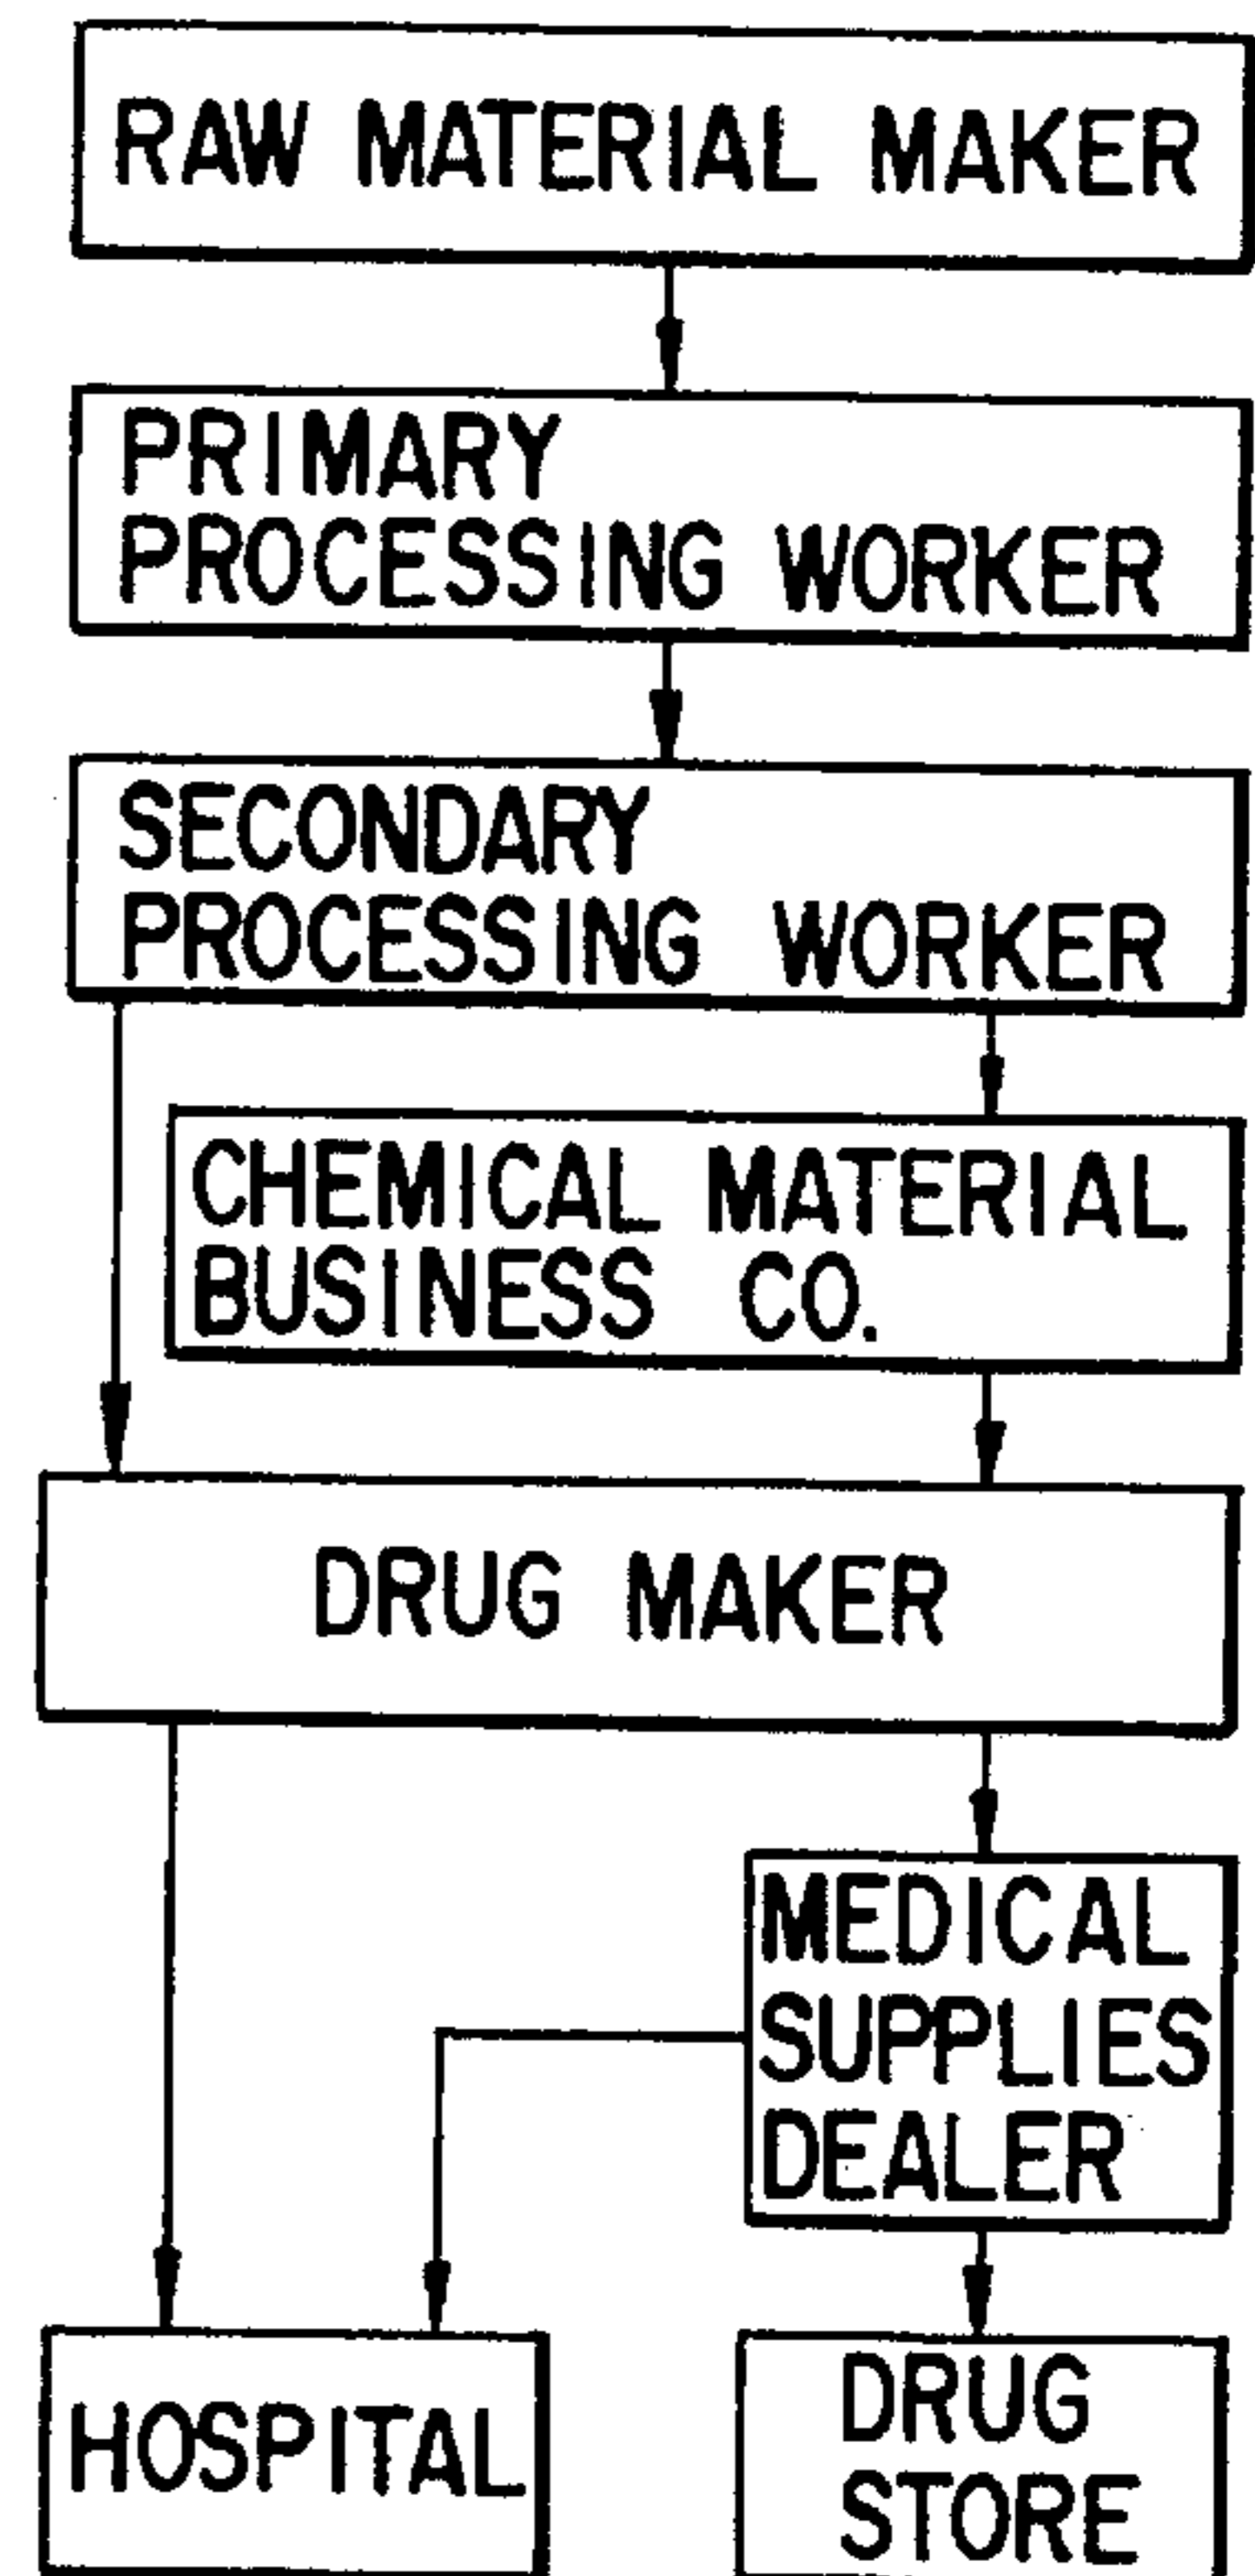 RAW MATERIAL MAKER
PRIMARY
PROCESSING WORKER
SECONDARY
PROCESSING WORKER
CHEMICAL MATERIAL
BUSINESS CO.
DRUG MAKER
MEDICAL
SUPPLIES
DEALER
HOSPITAL
DRUG
STORE